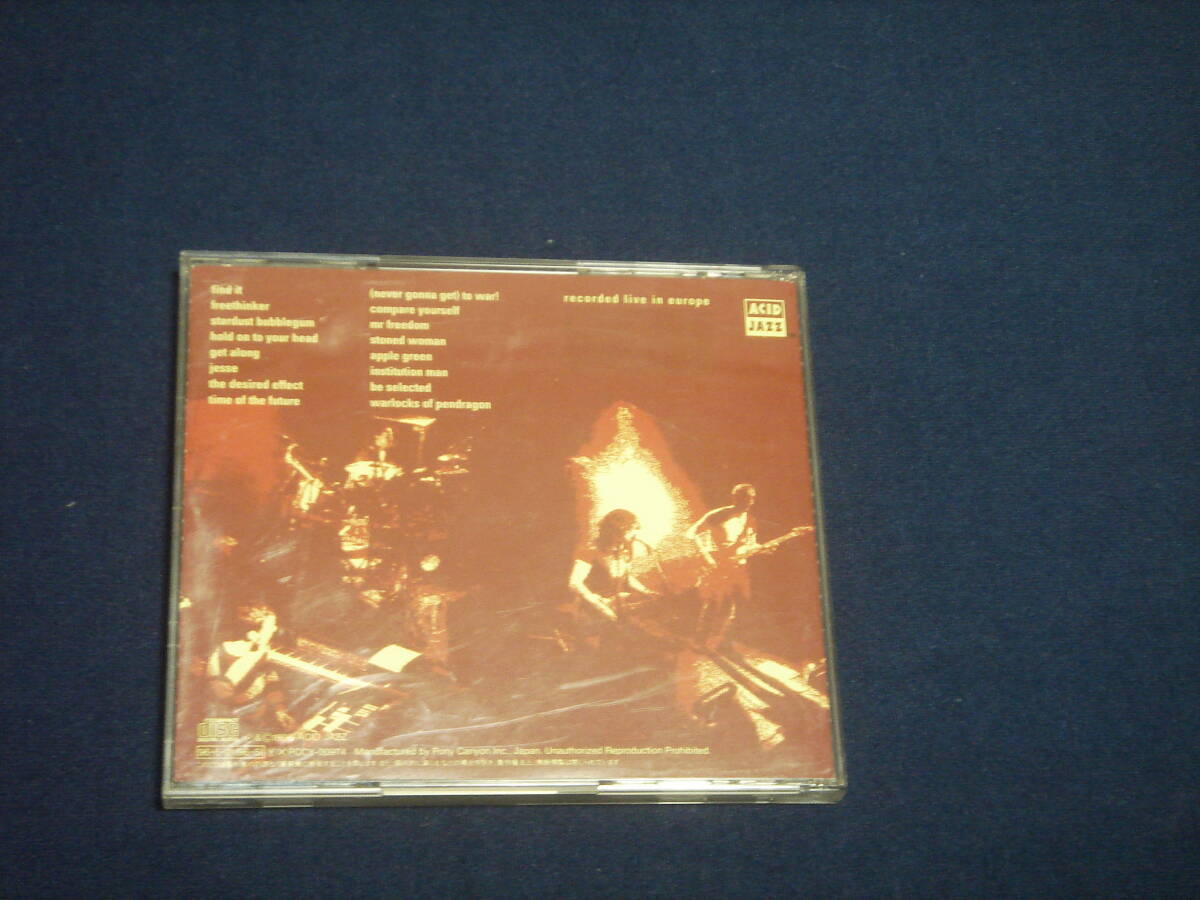 find it
freethinker
stardust bubblegum
hold on to your head
get along
jesse
the desired effect
time of the future
(never gonna get) to war!
compare yourself
mr freedom
stoned woman
apple green
institution man
be selected
warlocks of pendragon
recorded live in europe
ACID
JAZZ
DISC
Manufactured by Pony Canyon Inc., Japan. Unauthorized Reproduction Prohibited.